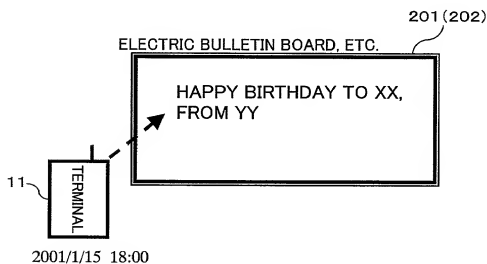 201(202)
ELECTRIC BULLETIN BOARD, ETC.
HAPPY BIRTHDAY TO XX,
FROM YY
11
TERMINAL
2001/1/15 18:00